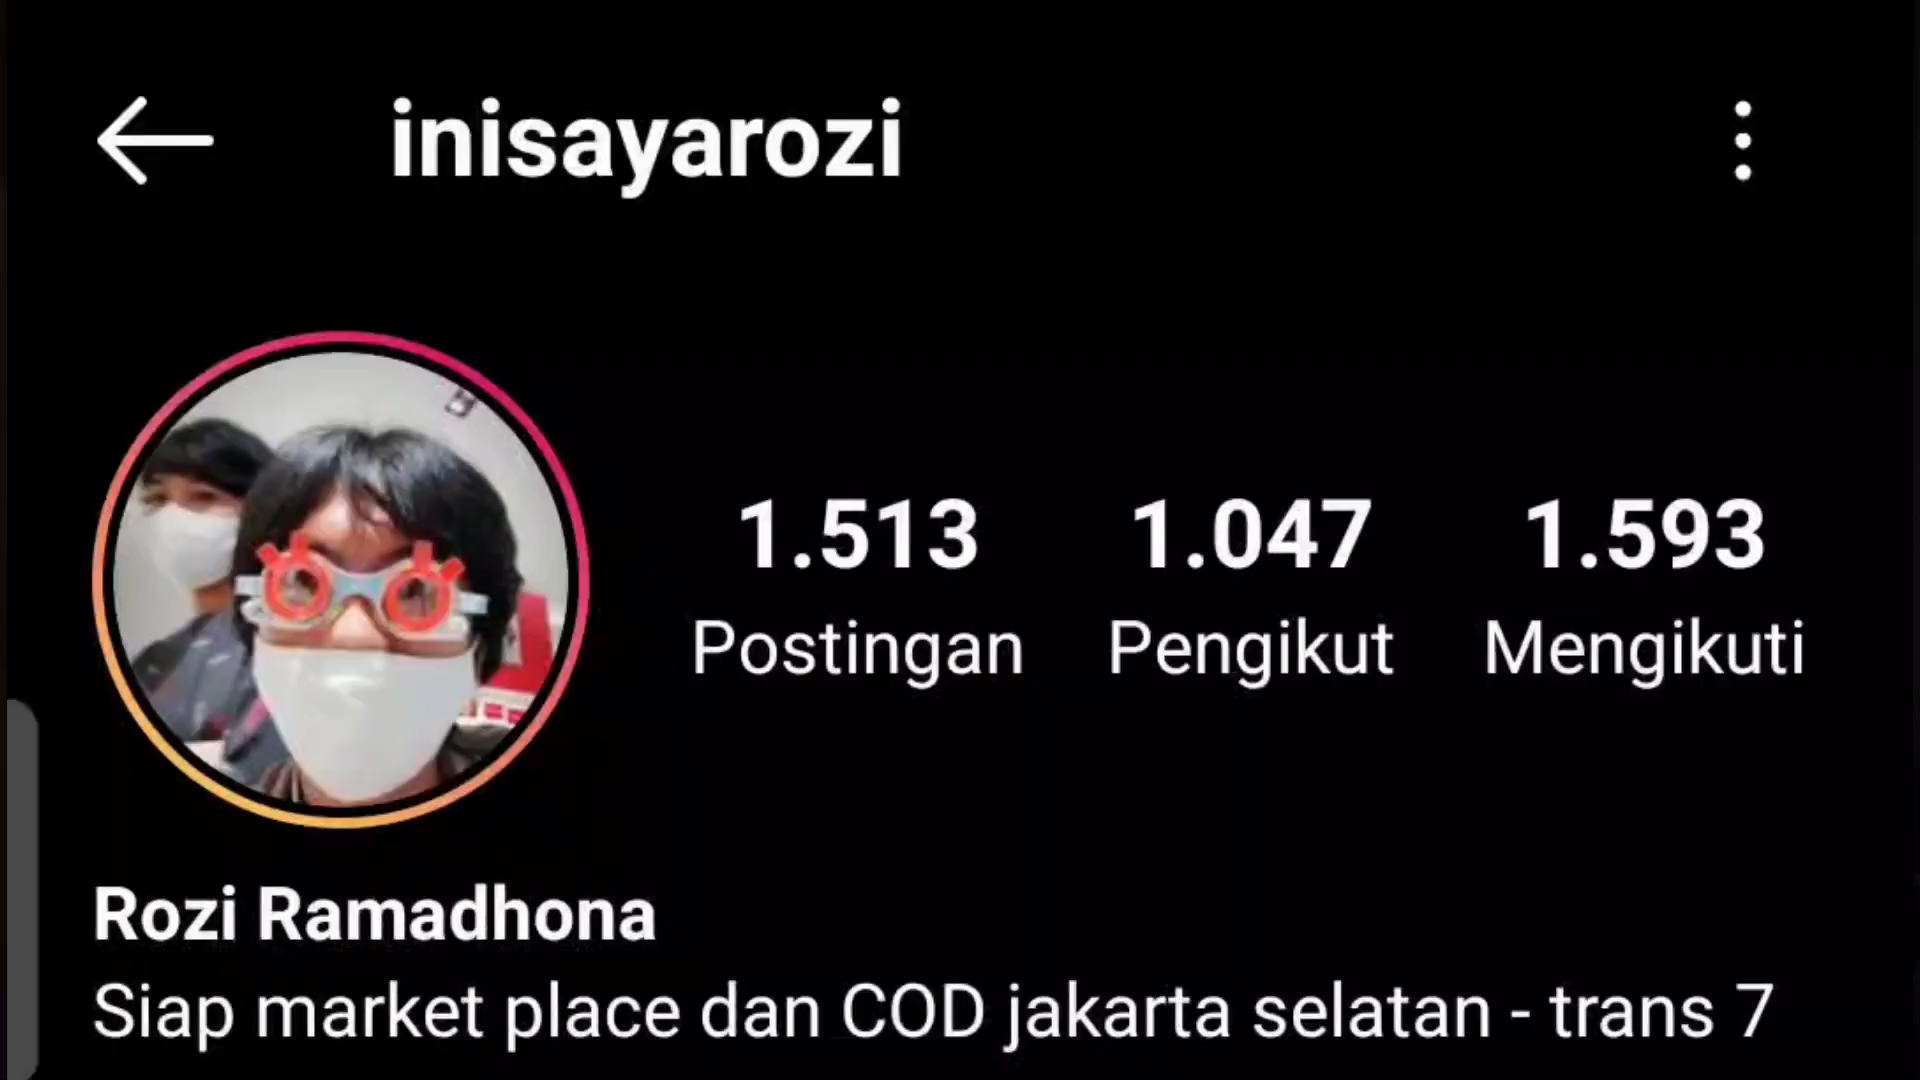 inisayarozi
1.513 1.047 1.593
Postingan Pengikut Mengikuti
Rozi Ramadhona
Siap market place dan COD jakarta selatan - trans 7